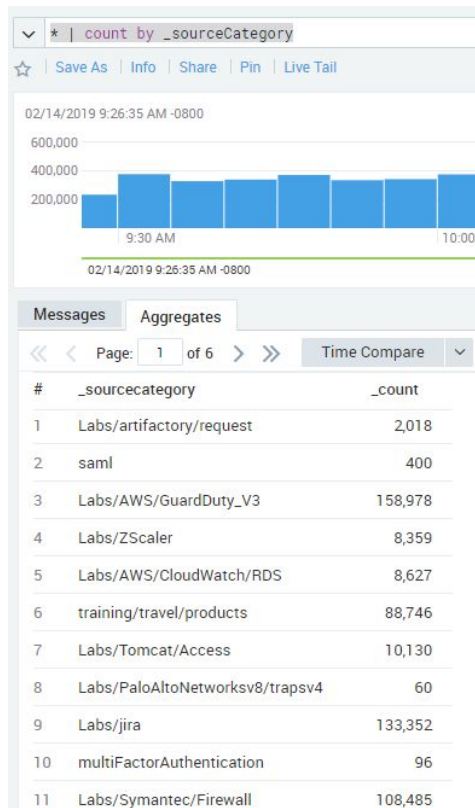 * | count by _sourceCategory
Save As Info Share Pin Live Tail
02/14/2019 9:26:35 AM -0800
600,000
400,000
200,000
9:30 AM 10:00
02/14/2019 9:26:35 AM -0800
Messages Aggregates
Page: 1 of 6 Time Compare
# _sourcecategory _count
1 Labs/artifactory/request 2,018
2 saml 400
3 Labs/AWS/GuardDuty_V3 158,978
4 Labs/ZScaler 8,359
5 Labs/AWS/CloudWatch/RDS 8,627
6 training/travel/products 88,746
7 Labs/Tomcat/Access 10,130
8 Labs/PaloAltoNetworksv8/trapsv4 60
9 Labs/jira 133,352
10 multiFactorAuthentication 96
11 Labs/Symantec/Firewall 108,485